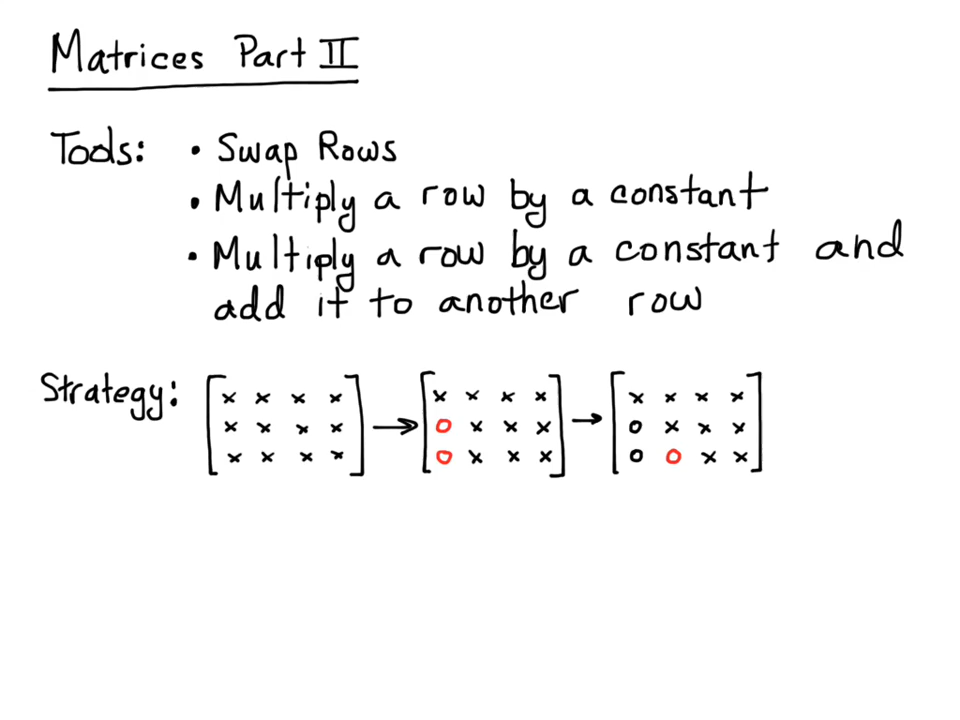 Matrices Part II
Tools: • Swap Rows
• Multiply a row by a constant
• Multiply a row by a constant and
add it to another row
Strategy: [x x x x] → [x x x x] → [x x x x]
[x x x x] [o x x x] [o x x x]
[x x x x] [o x x x] [o o x x]